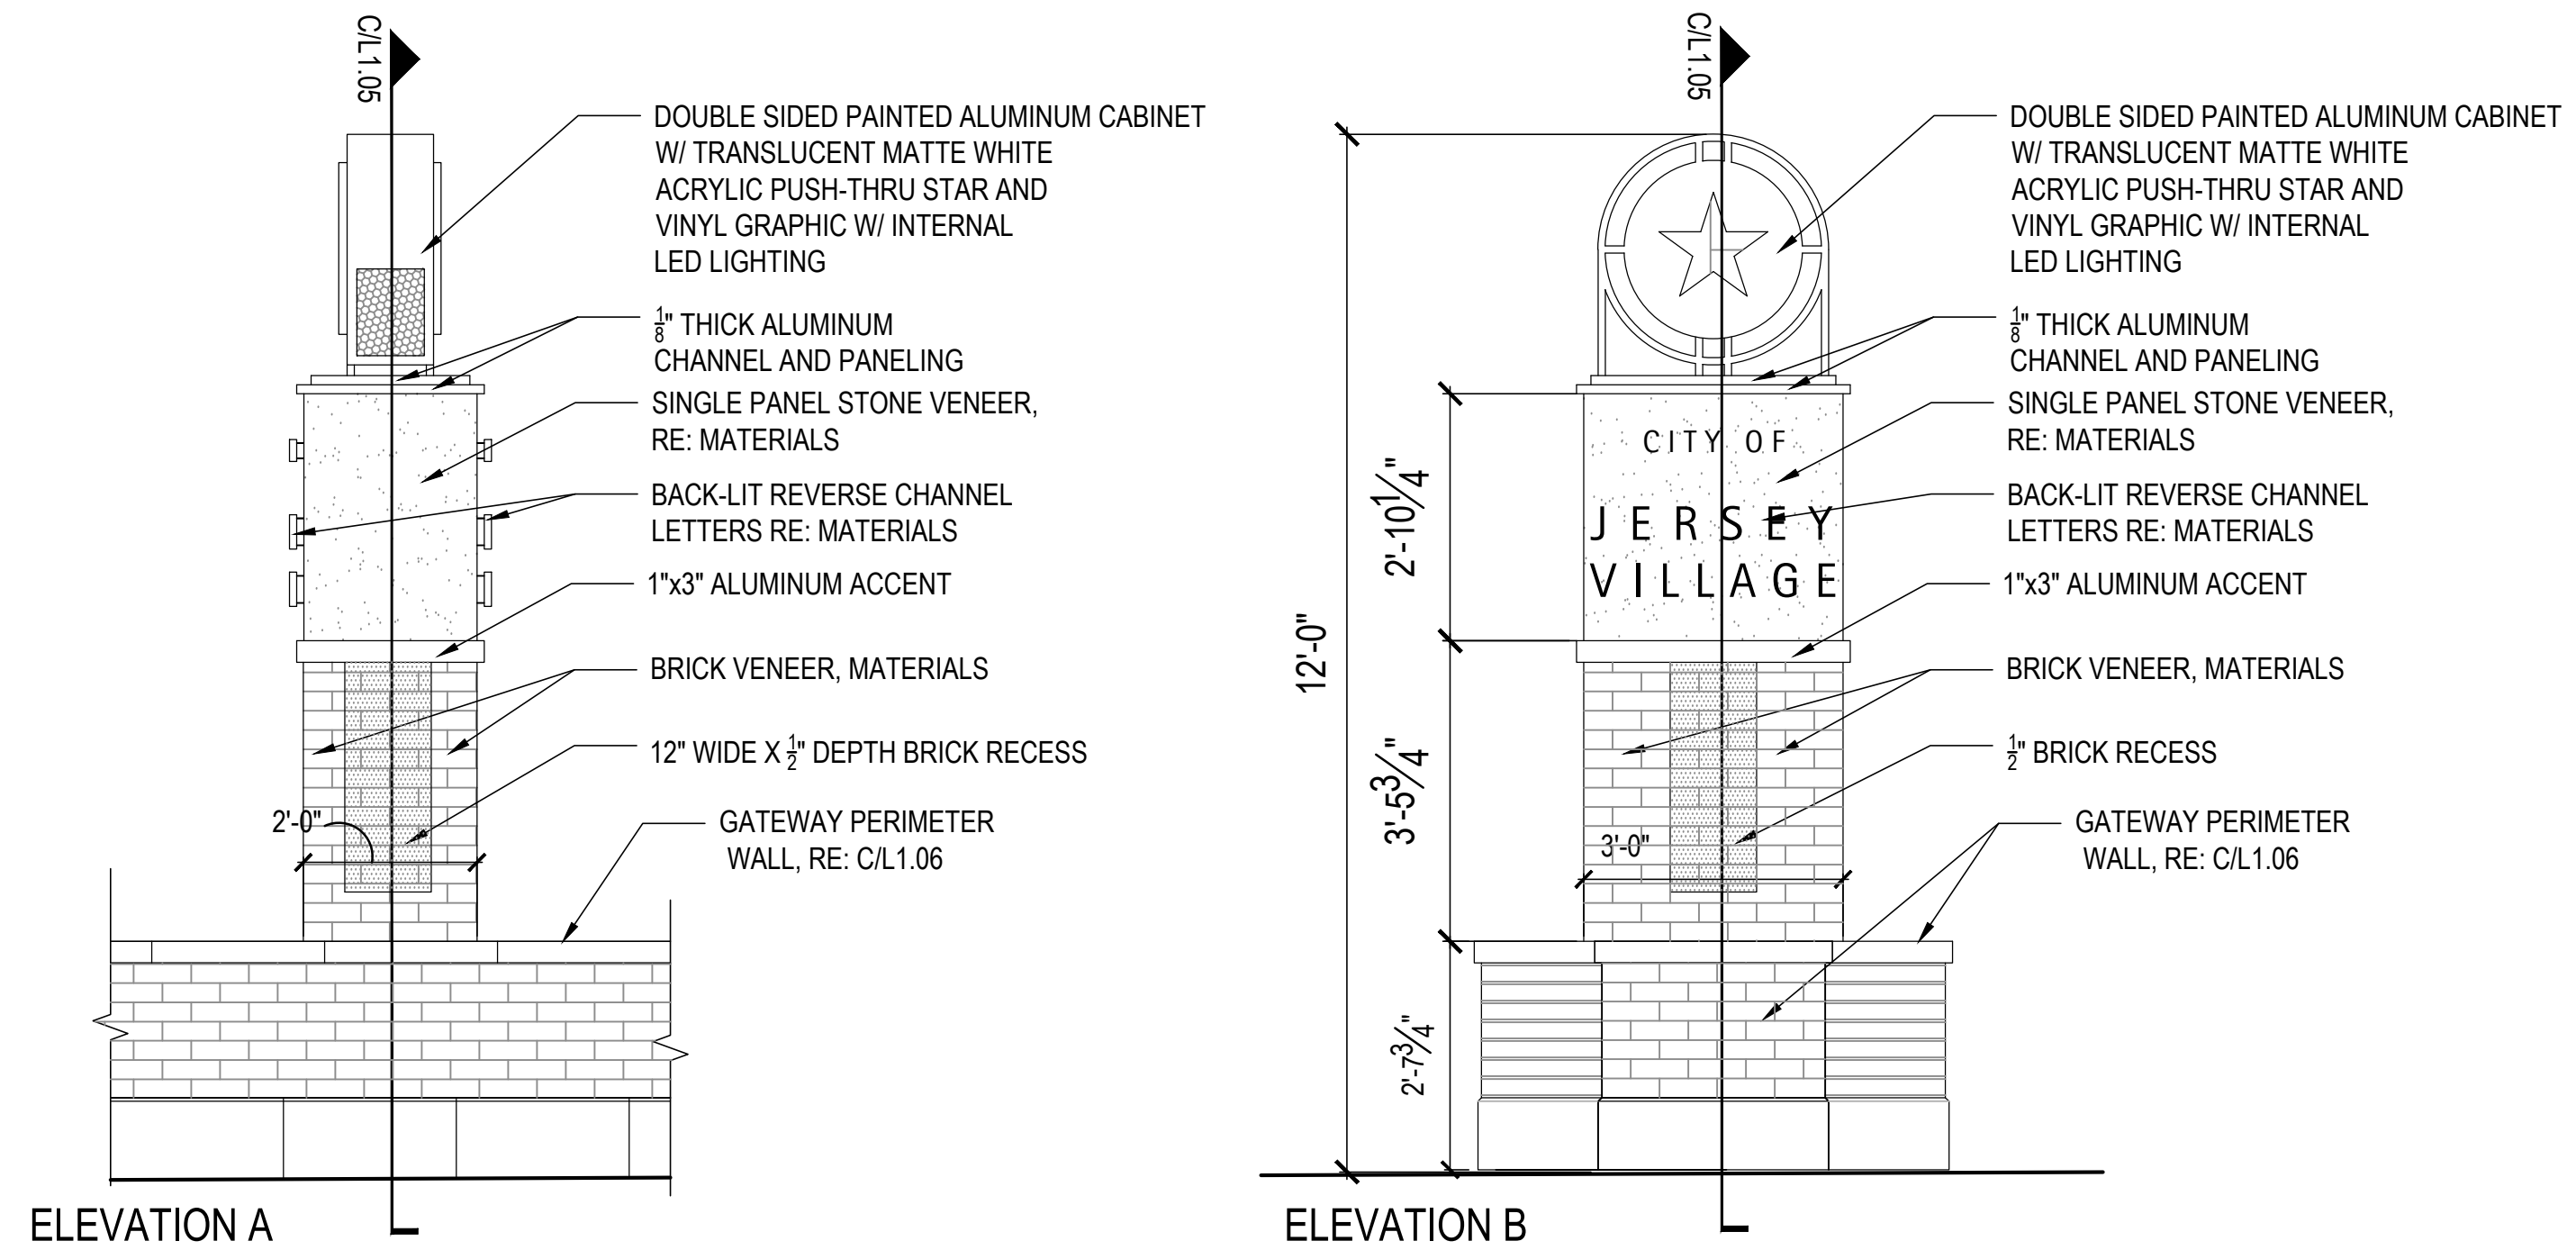 C/L1.05
DOUBLE SIDED PAINTED ALUMINUM CABINET
W/ TRANSLUCENT MATTE WHITE
ACRYLIC PUSH-THRU STAR AND
VINYL GRAPHIC W/ INTERNAL
LED LIGHTING
1/8" THICK ALUMINUM
CHANNEL AND PANELING
SINGLE PANEL STONE VENEER,
RE: MATERIALS
BACK-LIT REVERSE CHANNEL
LETTERS RE: MATERIALS
1"x3" ALUMINUM ACCENT
BRICK VENEER, MATERIALS
12" WIDE X 1/2" DEPTH BRICK RECESS
2'-0"
GATEWAY PERIMETER
WALL, RE: C/L1.06
ELEVATION A
C/L1.05
DOUBLE SIDED PAINTED ALUMINUM CABINET
W/ TRANSLUCENT MATTE WHITE
ACRYLIC PUSH-THRU STAR AND
VINYL GRAPHIC W/ INTERNAL
LED LIGHTING
1/8" THICK ALUMINUM
CHANNEL AND PANELING
SINGLE PANEL STONE VENEER,
RE: MATERIALS
CITY OF
JERSEY
VILLAGE
BACK-LIT REVERSE CHANNEL
LETTERS RE: MATERIALS
1"x3" ALUMINUM ACCENT
BRICK VENEER, MATERIALS
1/2" BRICK RECESS
GATEWAY PERIMETER
WALL, RE: C/L1.06
12'-0"
2'-10 1/4"
3'-5 3/4"
3'-0"
2'-7 3/4"
ELEVATION B